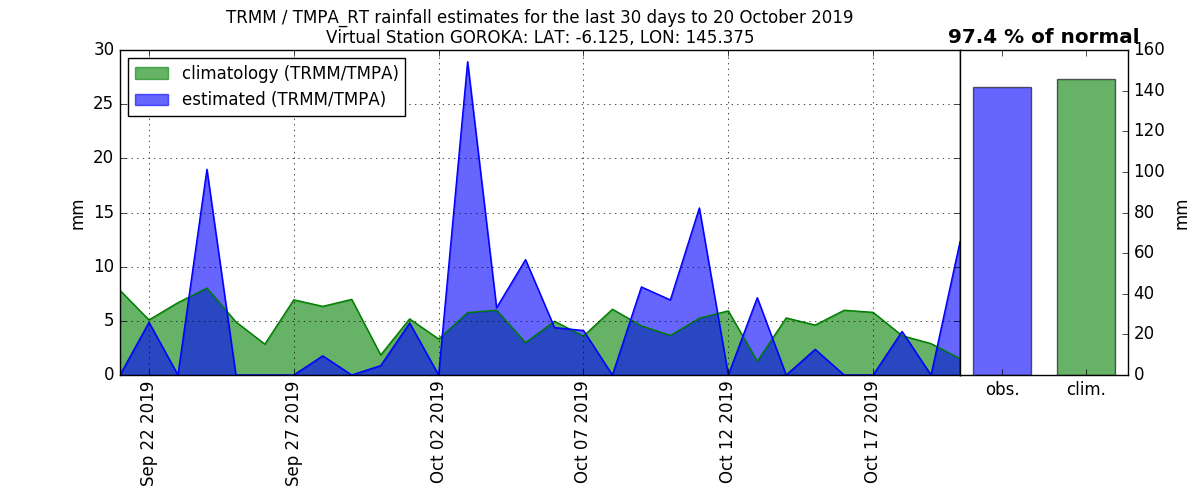 TRMM / TMPA_RT rainfall estimates for the last 30 days to 20 October 2019
Virtual Station GOROKA: LAT: -6.125, LON: 145.375
97.4 % of normal
climatology (TRMM/TMPA)
estimated (TRMM/TMPA)
30
25
20
15
10
5
0
mm
160
140
120
100
80
60
40
20
0
mm
Sep 22 2019
Sep 27 2019
Oct 02 2019
Oct 07 2019
Oct 12 2019
Oct 17 2019
obs.
clim.